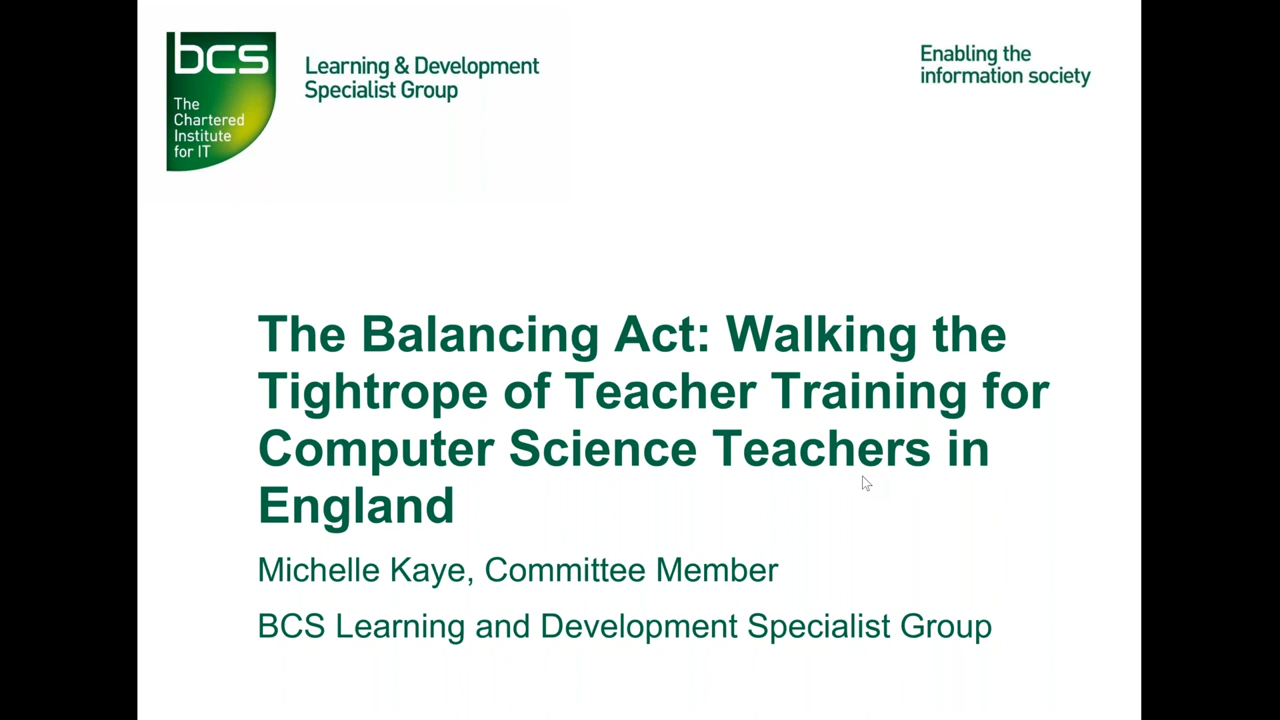 bcs
The
Chartered
Institute
for IT
Learning & Development
Specialist Group
Enabling the
information society
The Balancing Act: Walking the
Tightrope of Teacher Training for
Computer Science Teachers in
England
Michelle Kaye, Committee Member
BCS Learning and Development Specialist Group